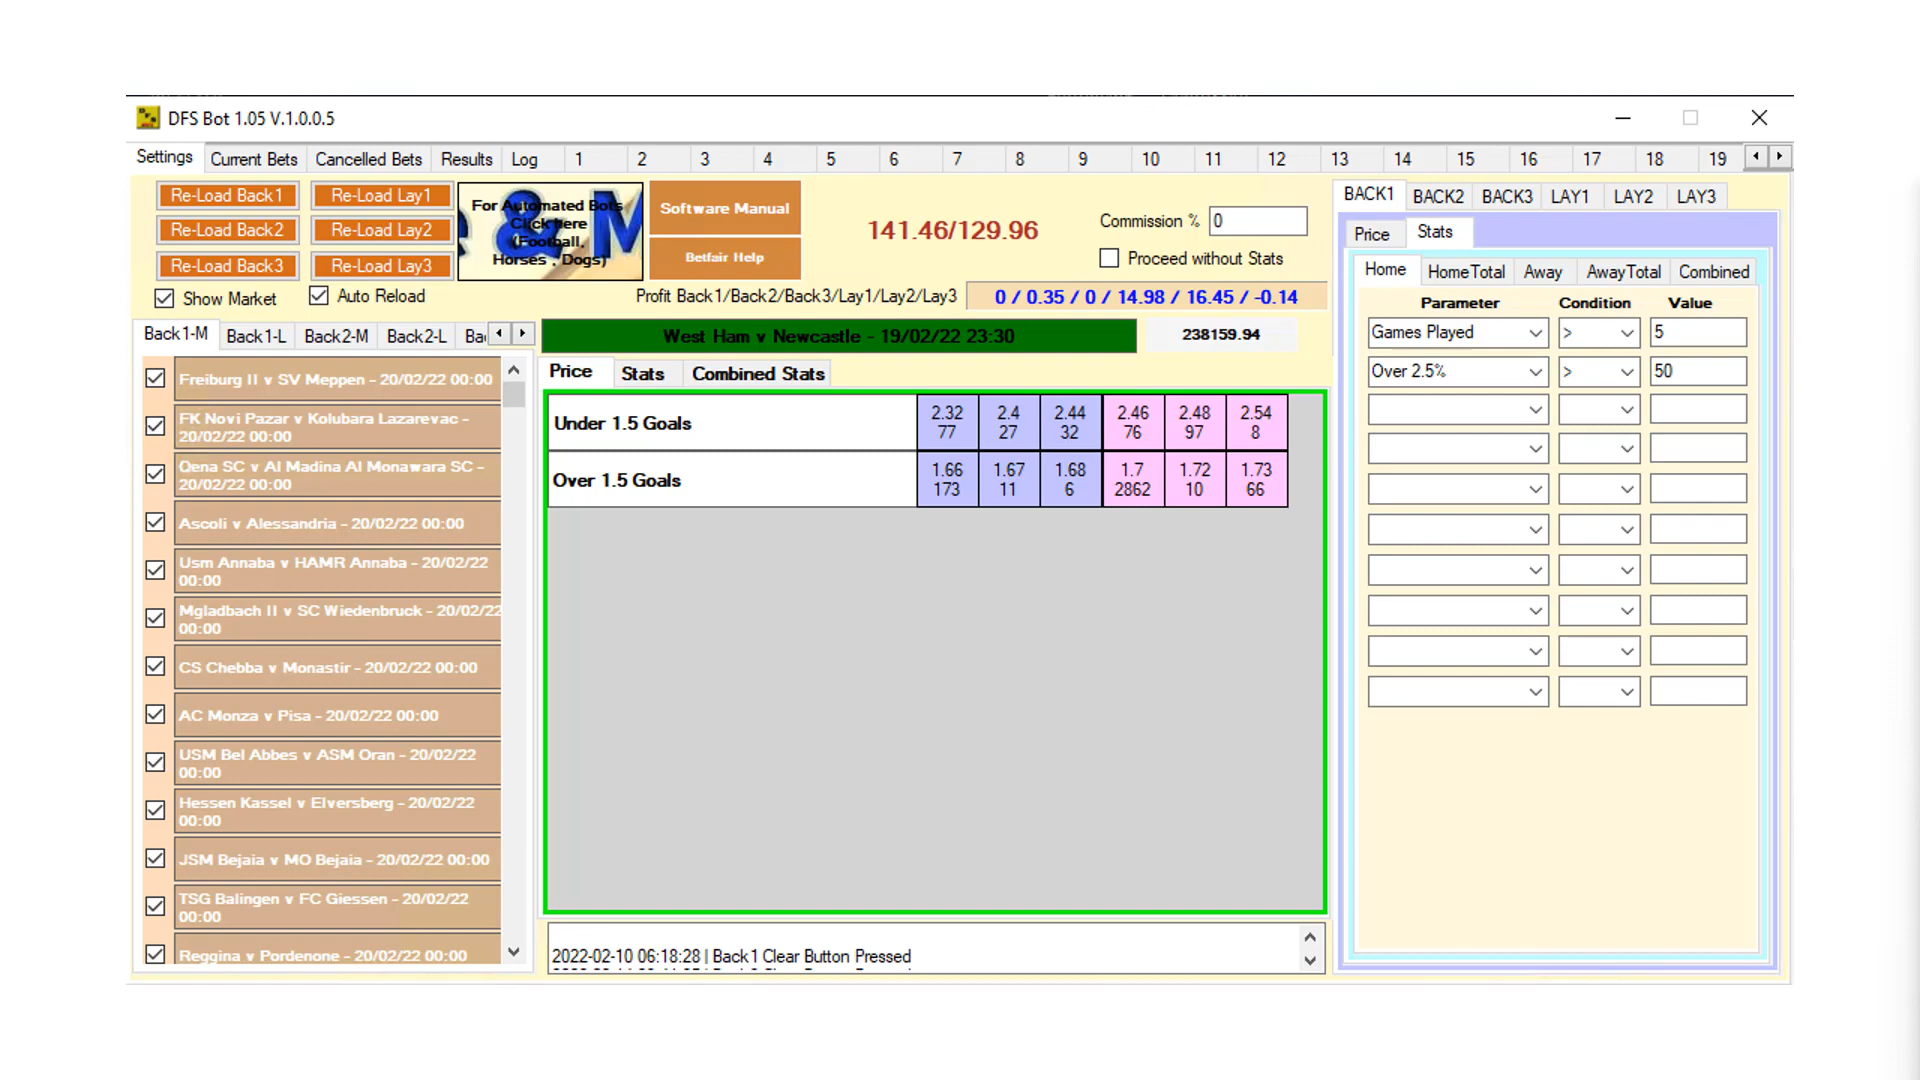 DFS Bot 1.05 V.1.0.0.5
Settings Current Bets Cancelled Bets Results Log 1 2 3 4 5 6 7 8 9 10 11 12 13 14 15 16 17 18 19
Re-Load Back1 Re-Load Lay1
Re-Load Back2 Re-Load Lay2
Re-Load Back3 Re-Load Lay3
For Automated Bots
Click here
(Football,
Horses , Dogs)
& M
Software Manual
Betfair Help
141.46/129.96
Commission % 0
Proceed without Stats
Show Market Auto Reload
Profit Back1/Back2/Back3/Lay1/Lay2/Lay3 0 / 0.35 / 0 / 14.98 / 16.45 / -0.14
Back1-M Back1-L Back2-M Back2-L
West Ham v Newcastle - 19/02/22 23:30 238159.94
Freiburg II v SV Meppen - 20/02/22 00:00
FK Novi Pazar v Kolubara Lazarevac -
20/02/22 00:00
Qena SC v Al Madina Al Monawara SC -
20/02/22 00:00
Ascoli v Alessandria - 20/02/22 00:00
Usm Annaba v HAMR Annaba - 20/02/22
00:00
Mgladbach II v SC Wiedenbruck - 20/02/22
00:00
CS Chebba v Monastir - 20/02/22 00:00
AC Monza v Pisa - 20/02/22 00:00
USM Bel Abbes v ASM Oran - 20/02/22
00:00
Hessen Kassel v Elversberg - 20/02/22
00:00
JSM Bejaia v MO Bejaia - 20/02/22 00:00
TSG Balingen v FC Giessen - 20/02/22
00:00
Reggina v Pordenone - 20/02/22 00:00
Price Stats Combined Stats
Under 1.5 Goals 2.32 2.4 2.44 2.46 2.48 2.54
77 27 32 76 97 8
Over 1.5 Goals 1.66 1.67 1.68 1.7 1.72 1.73
173 11 6 2862 10 66
2022-02-10 06:18:28 | Back1 Clear Button Pressed
BACK1 BACK2 BACK3 LAY1 LAY2 LAY3
Price Stats
Home HomeTotal Away AwayTotal Combined
Parameter Condition Value
Games Played > 5
Over 2.5% > 50